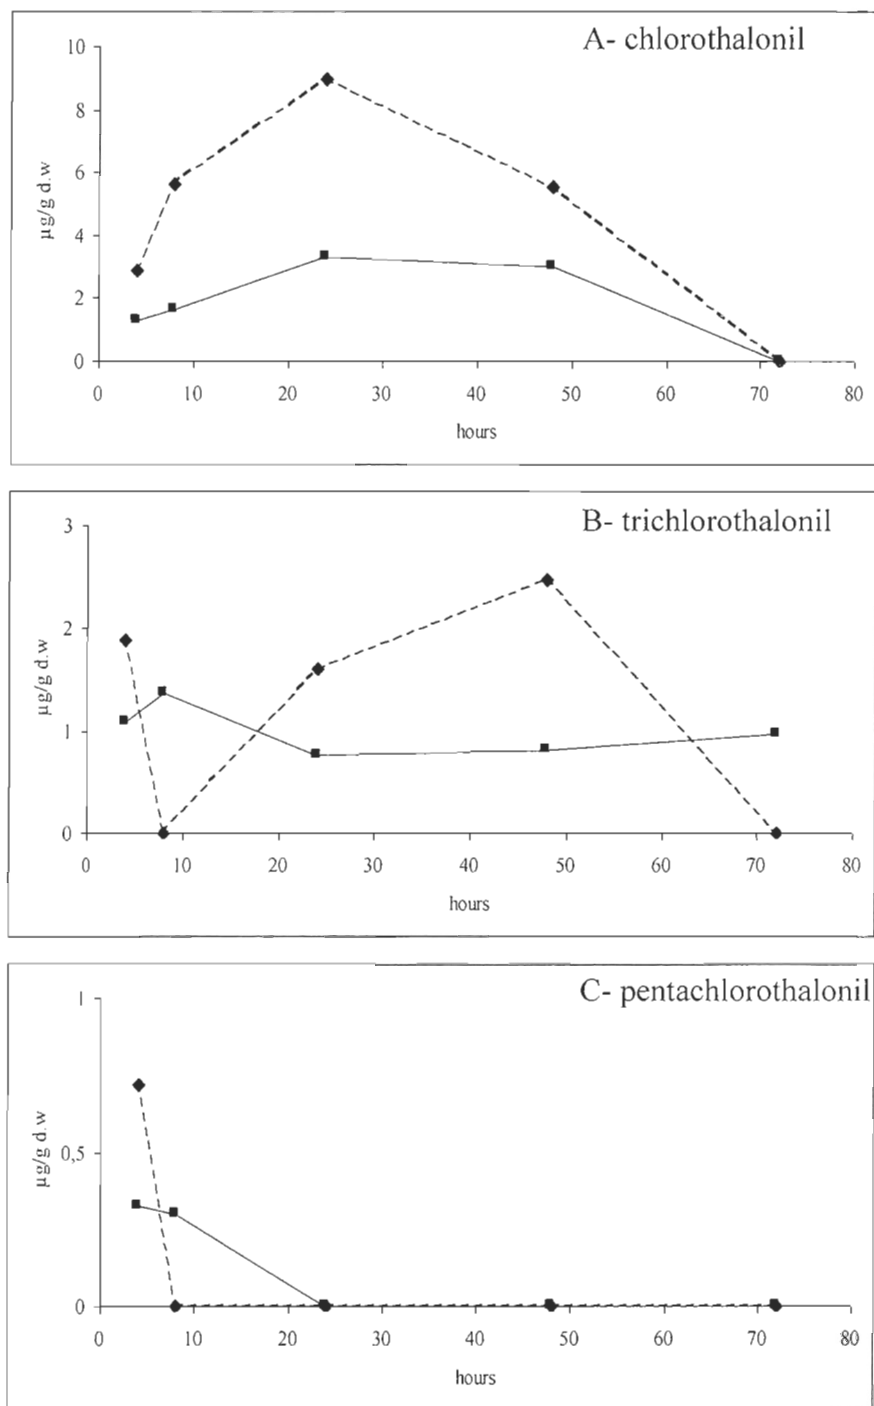 A- chlorothalonil
10
8
6
4
2
0
µg/g d.w
0 10 20 30 40 50 60 70 80
hours
B- trichlorothalonil
3
2
1
0
µg/g d.w
0 10 20 30 40 50 60 70 80
hours
C- pentachlorothalonil
1
0,5
0
µg/g d.w
0 10 20 30 40 50 60 70 80
hours